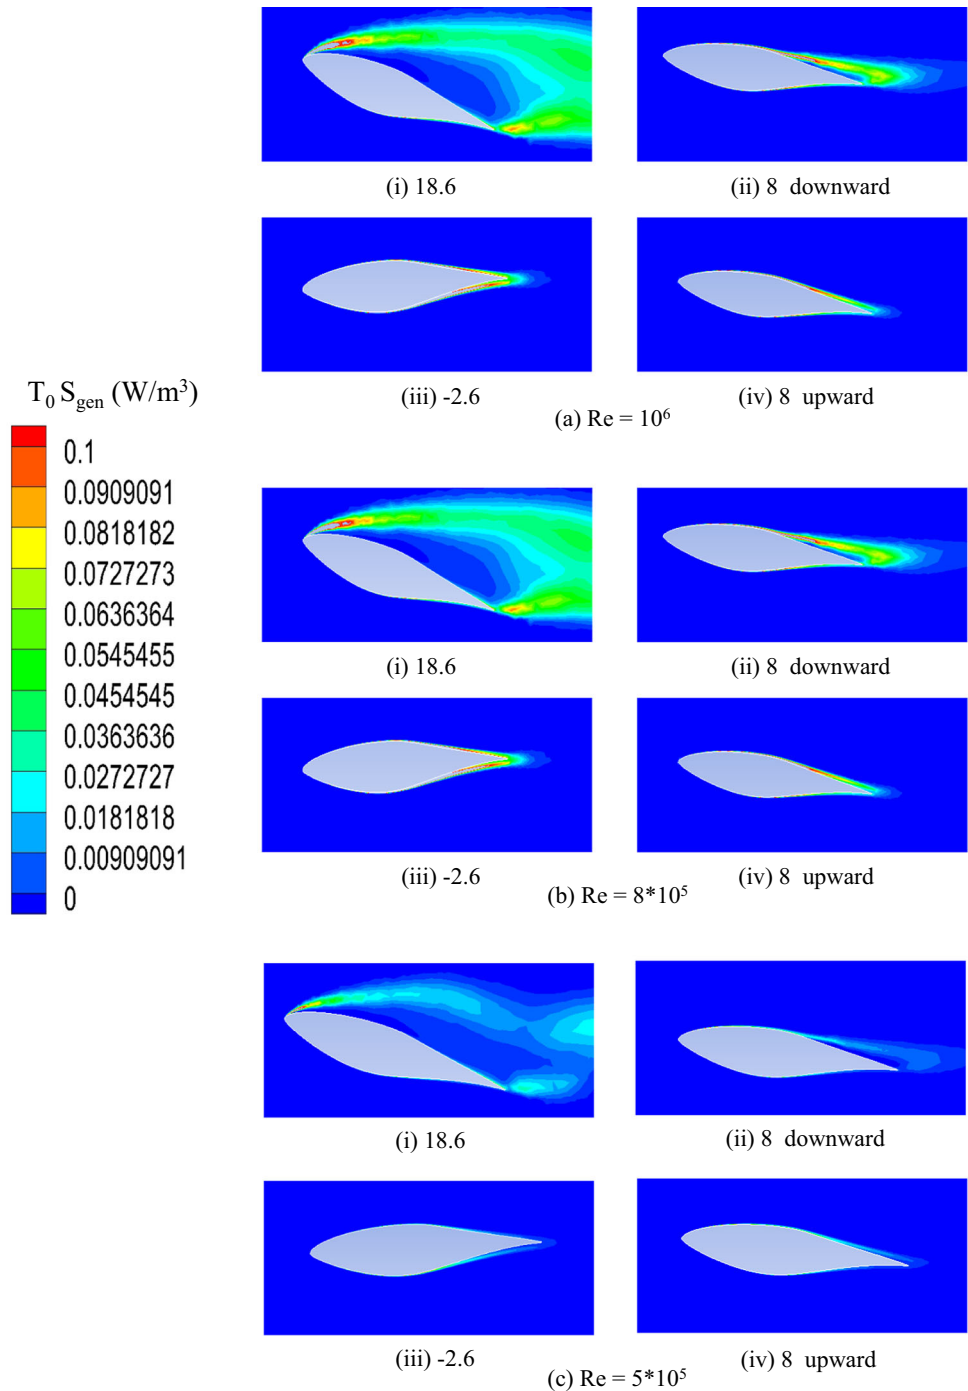 (i) 18.6
(ii) 8 downward
(iii) -2.6
(iv) 8 upward
(a) Re = 10⁶
T₀ S_gen (W/m³)
0.1
0.0909091
0.0818182
0.0727273
0.0636364
0.0545455
0.0454545
0.0363636
0.0272727
0.0181818
0.00909091
0
(i) 18.6
(ii) 8 downward
(iii) -2.6
(iv) 8 upward
(b) Re = 8*10⁵
(i) 18.6
(ii) 8 downward
(iii) -2.6
(iv) 8 upward
(c) Re = 5*10⁵